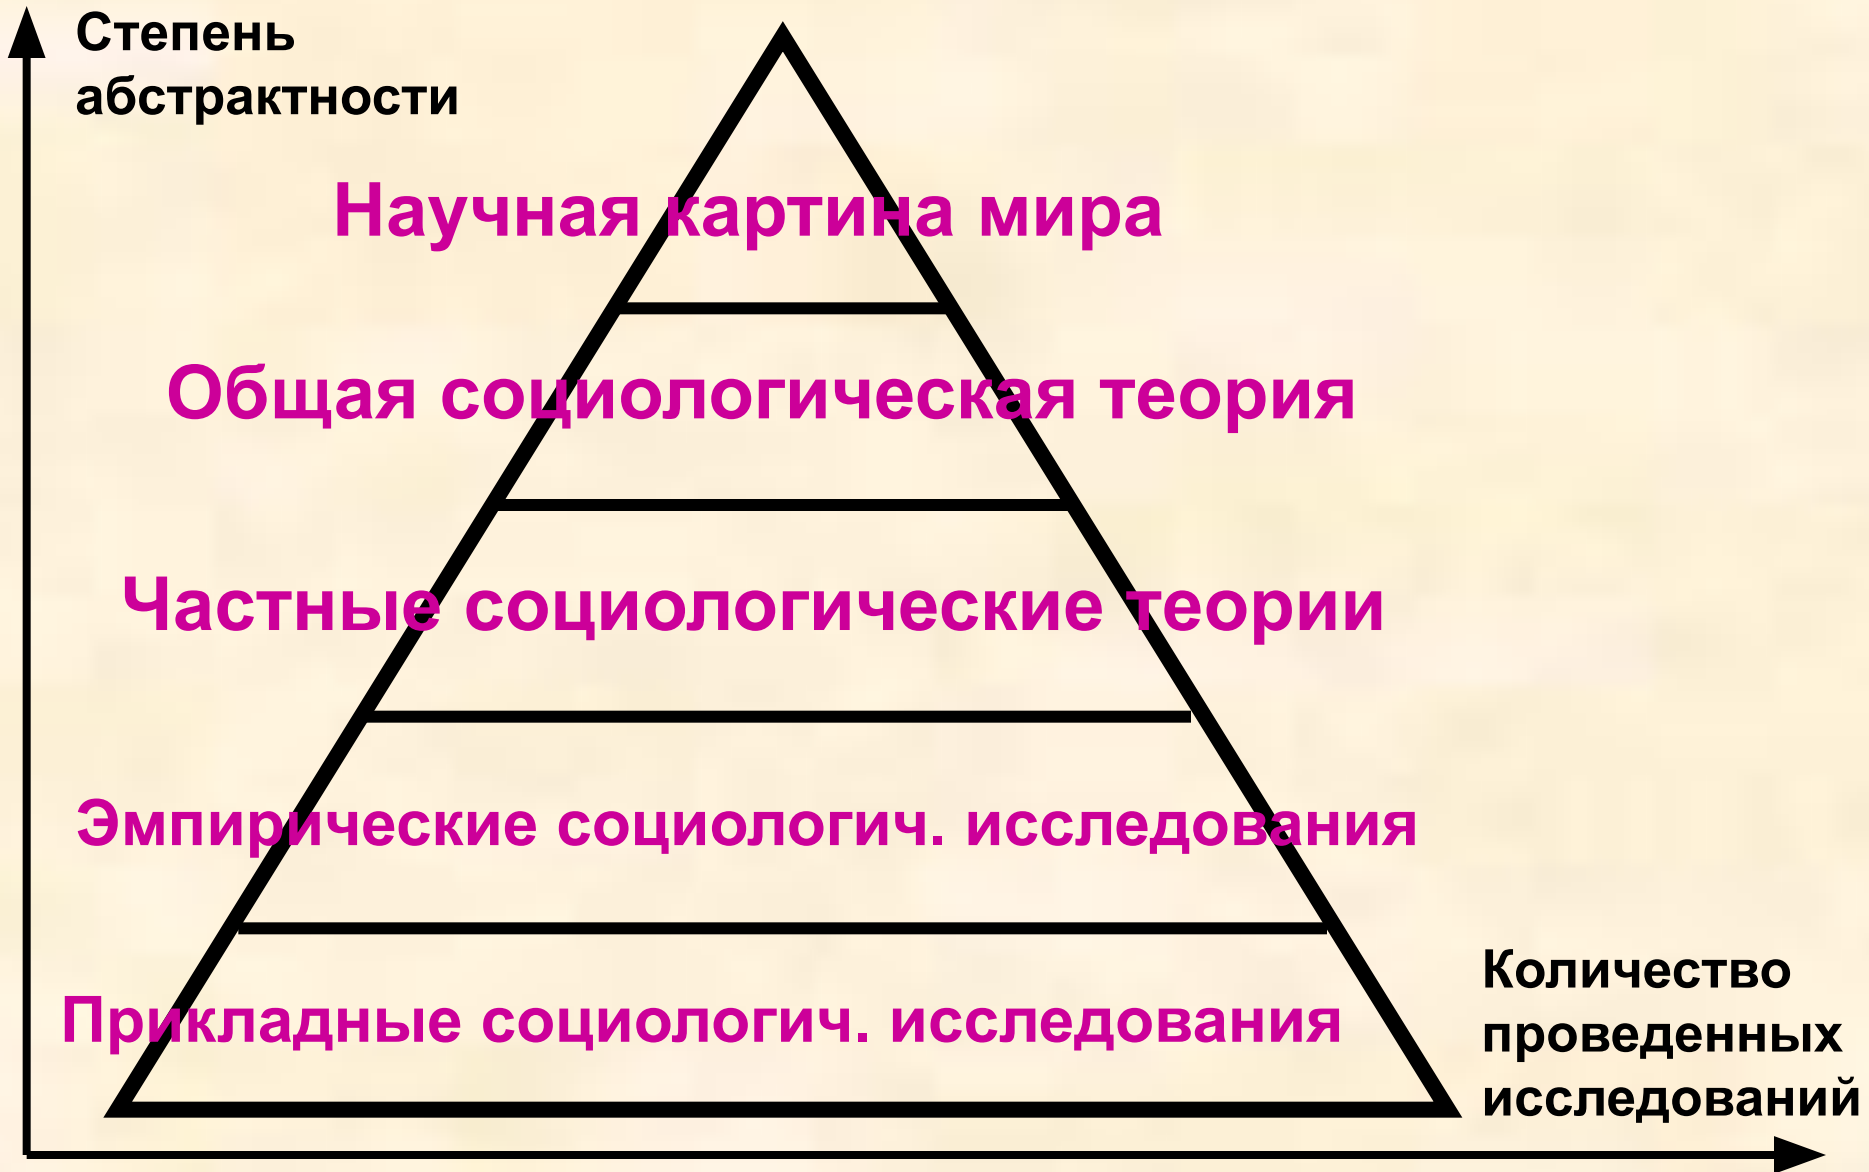 Степень
абстрактности
Научная картина мира
Общая социологическая теория
Частные социологические теории
Эмпирические социологич. исследования
Прикладные социологич. исследования
Количество
проведенных
исследований